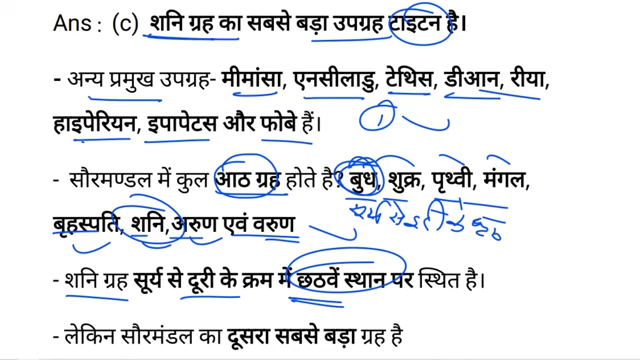 Ans: (c) शनि ग्रह का सबसे बड़ा उपग्रह टाइटन है।
- अन्य प्रमुख उपग्रह- मीमांसा, एनसीलाडु, टेथिस, डीआन, रीया,
हाइपेरियन, इपापेटस और फोबे हैं।
1
- सौरमण्डल में कुल आठ ग्रह होते है? बुध, शुक्र, पृथ्वी, मंगल,
बृहस्पति, शनि, अरुण एवं वरुण
सूर्य से दूरी के क्रम
- शनि ग्रह सूर्य से दूरी के क्रम में छठवें स्थान पर स्थित है।
- लेकिन सौरमंडल का दूसरा सबसे बड़ा ग्रह है